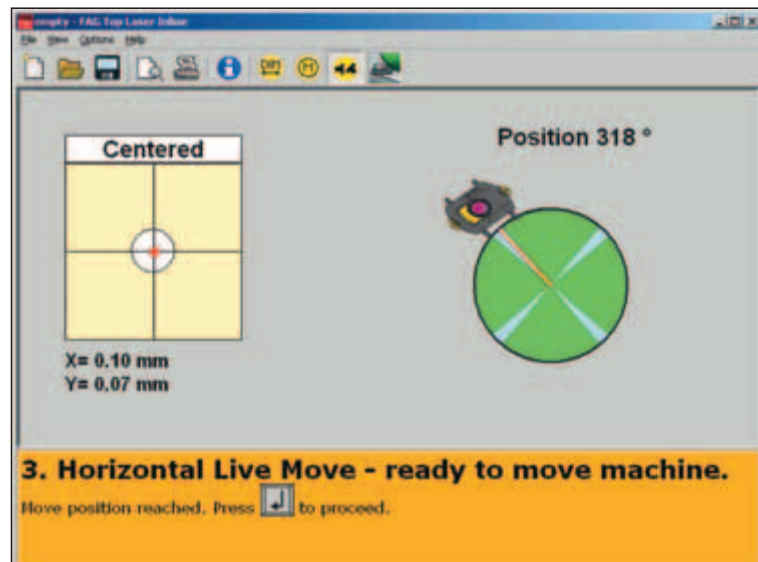 empty - FAG Top Laser Inline
File View Options Help
DIM
M
Centered
Position 318 °
X= 0.10 mm
Y= 0.07 mm
3. Horizontal Live Move - ready to move machine.
Move position reached. Press to proceed.